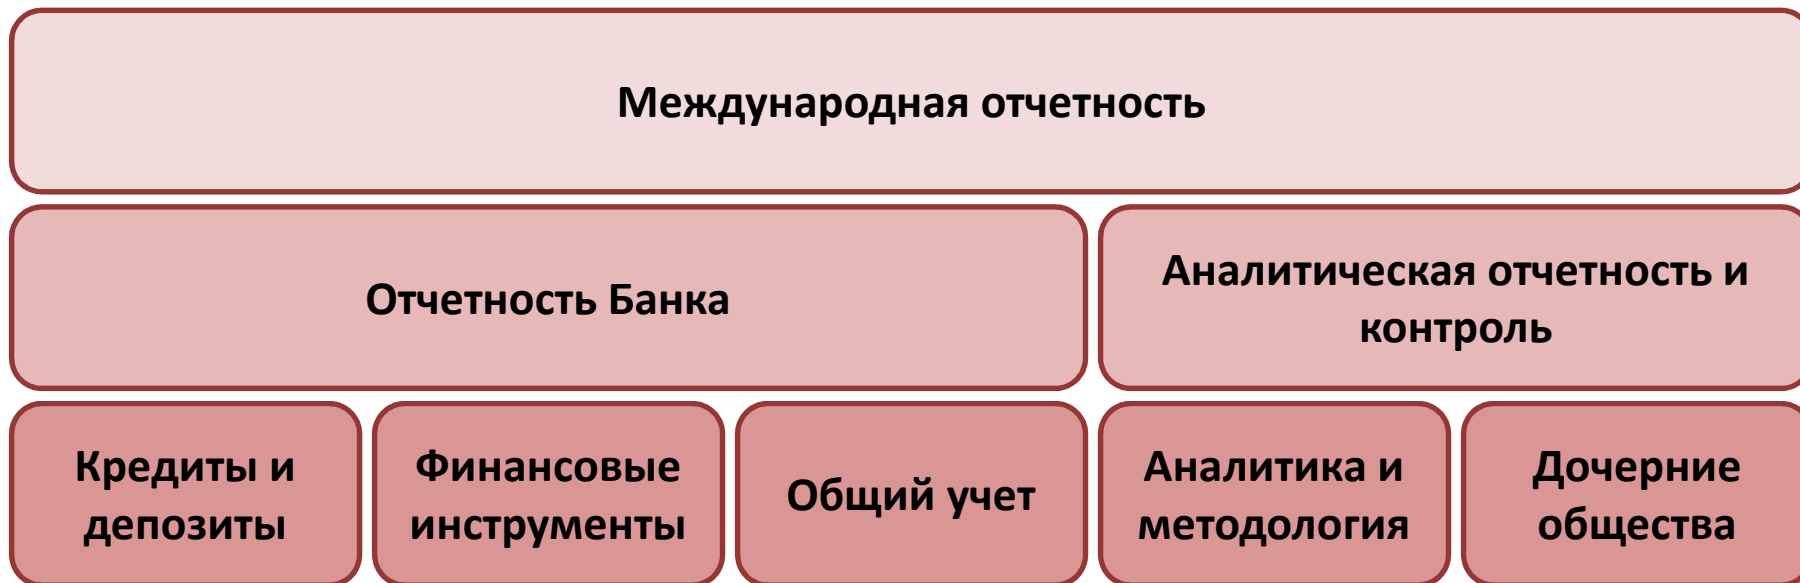 Международная отчетность
Отчетность Банка
Аналитическая отчетность и
контроль
Кредиты и
депозиты
Финансовые
инструменты
Общий учет
Аналитика и
методология
Дочерние
общества